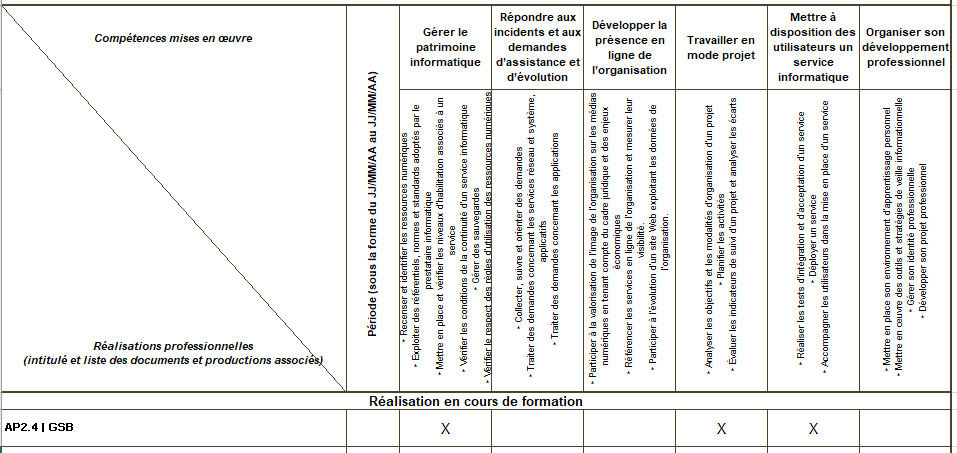 Compétences mises en œuvre
Réalisations professionnelles
(intitulé et liste des documents et productions associés)
Période (sous la forme du JJ/MM/AA au JJ/MM/AA)
Gérer le
patrimoine
informatique
Répondre aux
incidents et aux
demandes
d’assistance et
d’évolution
Développer la
présence en
ligne de
l’organisation
Travailler en
mode projet
Mettre à
disposition des
utilisateurs un
service
informatique
Organiser son
développement
professionnel
‣ Recenser et identifier les ressources numériques
‣ Exploiter des référentiels, normes et standards adoptés par le
prestataire informatique
‣ Mettre en place et vérifier les niveaux d’habilitation associés à un
service
‣ Vérifier les conditions de la continuité d’un service informatique
‣ Gérer des sauvegardes
‣ Vérifier le respect des règles d’utilisation des ressources numériques
‣ Collecter, suivre et orienter des demandes
‣ Traiter des demandes concernant les services réseau et système,
applicatifs
‣ Traiter des demandes concernant les applications
‣ Participer à la valorisation de l’image de l’organisation sur les médias
numériques en tenant compte du cadre juridique et des enjeux
économiques
‣ Référencer les services en ligne de l’organisation et mesurer leur
visibilité.
‣ Participer à l’évolution d’un site Web exploitant les données de
l’organisation.
‣ Analyser les objectifs et les modalités d’organisation d’un projet
‣ Planifier les activités
‣ Évaluer les indicateurs de suivi d’un projet et analyser les écarts
‣ Réaliser les tests d’intégration et d’acceptation d’un service
‣ Déployer un service
‣ Accompagner les utilisateurs dans la mise en place d’un service
‣ Mettre en place son environnement d’apprentissage personnel
‣ Mettre en œuvre des outils et stratégies de veille informationnelle
‣ Gérer son identité professionnelle
‣ Développer son projet professionnel
Réalisation en cours de formation
AP2.4 | GSB X X X